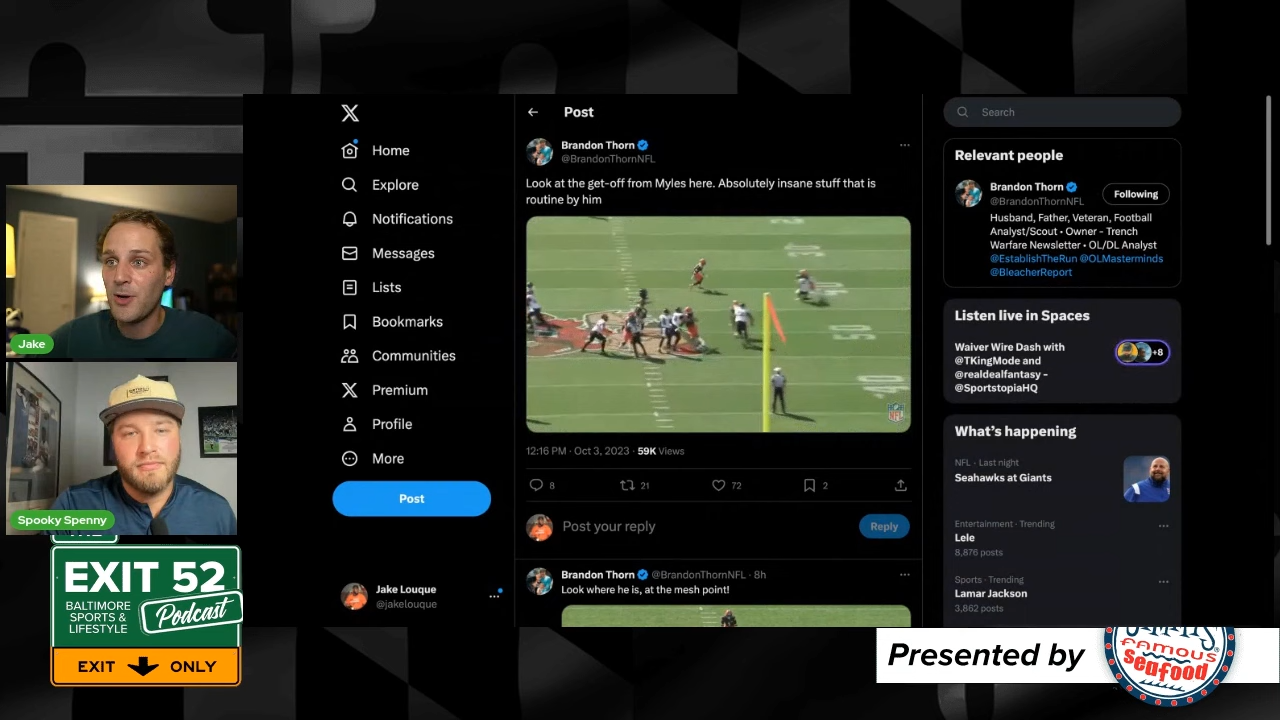 Jake
Spooky Spenny
EXIT 52
BALTIMORE
SPORTS &
LIFESTYLE
Podcast
EXIT ONLY
Home
Explore
Notifications
Messages
Lists
Bookmarks
Communities
Premium
Profile
More
Post
Jake Louque
@jakelouque
Post
Brandon Thorn
@BrandonThornNFL
Look at the get-off from Myles here. Absolutely insane stuff that is
routine by him
12:16 PM · Oct 3, 2023 · 59K Views
8 21 72 2
Post your reply
Reply
Brandon Thorn @BrandonThornNFL · 8h
Look where he is, at the mesh point!
Search
Relevant people
Brandon Thorn
@BrandonThornNFL
Following
Husband, Father, Veteran, Football
Analyst/Scout • Owner - Trench
Warfare Newsletter • OL/DL Analyst
@EstablishTheRun @OLMasterminds
@BleacherReport
Listen live in Spaces
Waiver Wire Dash with
@TKingMode and
@realdealfantasy -
@SportstopiaHQ
+8
What's happening
NFL · Last night
Seahawks at Giants
Entertainment · Trending
Lele
8,876 posts
Sports · Trending
Lamar Jackson
3,862 posts
Presented by
famous
seafood